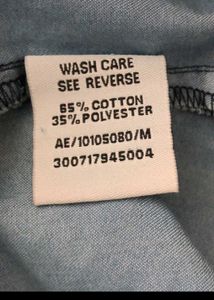 WASH CARE
SEE REVERSE
65% COTTON
35% POLYESTER
AE/10105080/M
300717945004